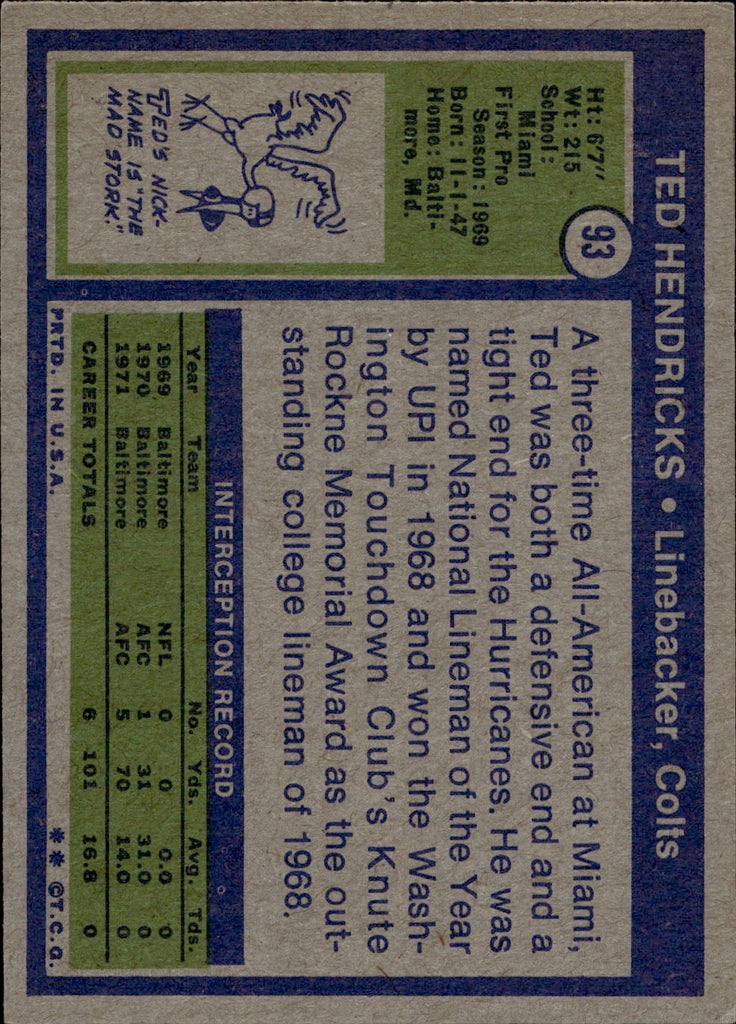 TED HENDRICKS • Linebacker, Colts
93
Ht: 6'7"
Wt: 215
School:
Miami
First Pro
Season: 1969
Born: 11-1-47
Home: Balti-
more, Md.
TED'S NICK-
NAME IS "THE
MAD STORK."
A three-time All-American at Miami,
Ted was both a defensive end and a
tight end for the Hurricanes. He was
named National Lineman of the Year
by UPI in 1968 and won the Wash-
ington Touchdown Club's Knute
Rockne Memorial Award as the out-
standing college lineman of 1968.
INTERCEPTION RECORD
Year Team No. Yds. Avg. Tds.
1969 Baltimore NFL 0 0 0.0 0
1970 Baltimore AFC 1 31 31.0 0
1971 Baltimore AFC 5 70 14.0 0
CAREER TOTALS 6 101 16.8 0
PRTD. IN U.S.A. ** ©T.C.G.